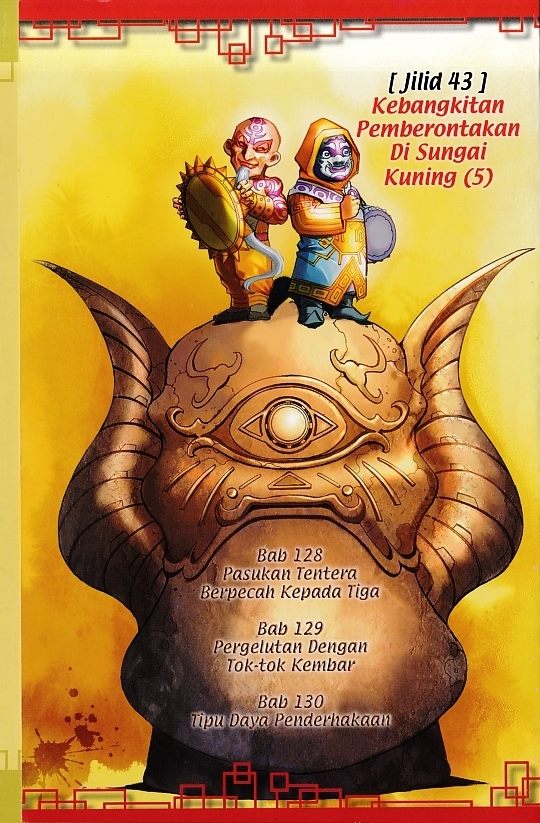 [ Jilid 43 ]
Kebangkitan
Pemberontakan
Di Sungai
Kuning (5)
Bab 128
Pasukan Tentera
Berpecah Kepada Tiga
Bab 129
Pergelutan Dengan
Tok-tok Kembar
Bab 130
Tipu Daya Penderhakaan